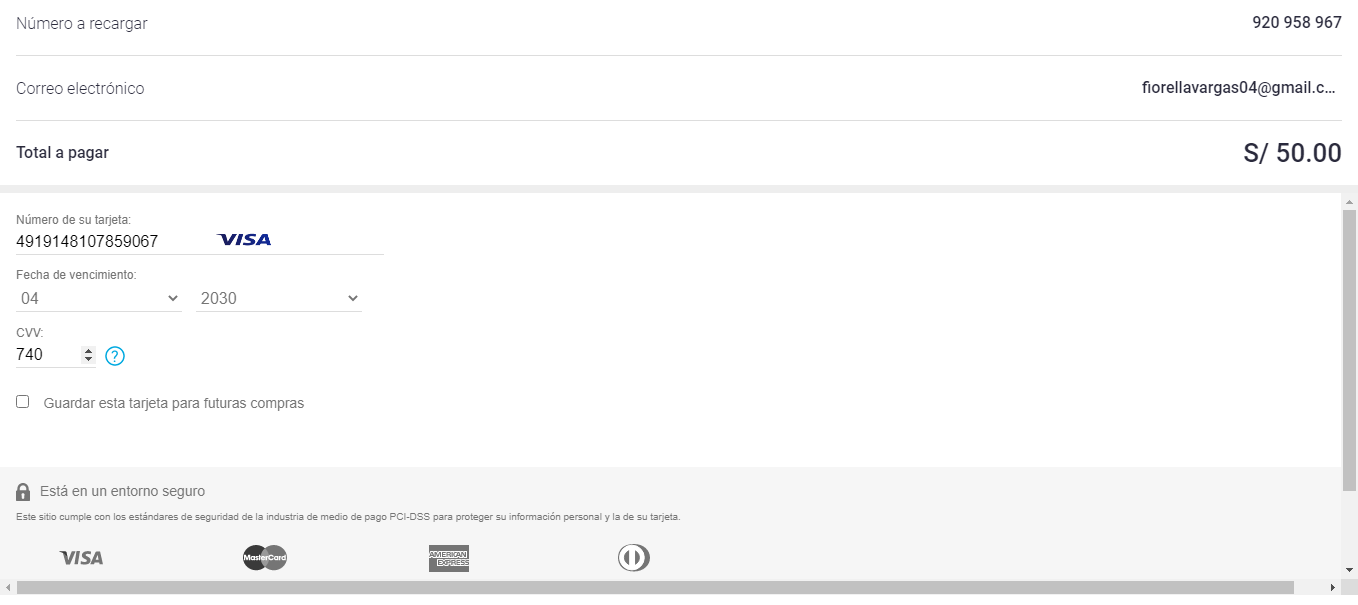 Número a recargar 920 958 967
Correo electrónico fiorellavargas04@gmail.c...
Total a pagar S/ 50.00
Número de su tarjeta:
4919148107859067 VISA
Fecha de vencimiento:
04 2030
CVV:
740 ?
Guardar esta tarjeta para futuras compras
Está en un entorno seguro
Este sitio cumple con los estándares de seguridad de la industria de medio de pago PCI-DSS para proteger su información personal y la de su tarjeta.
VISA MasterCard AMERICAN EXPRESS